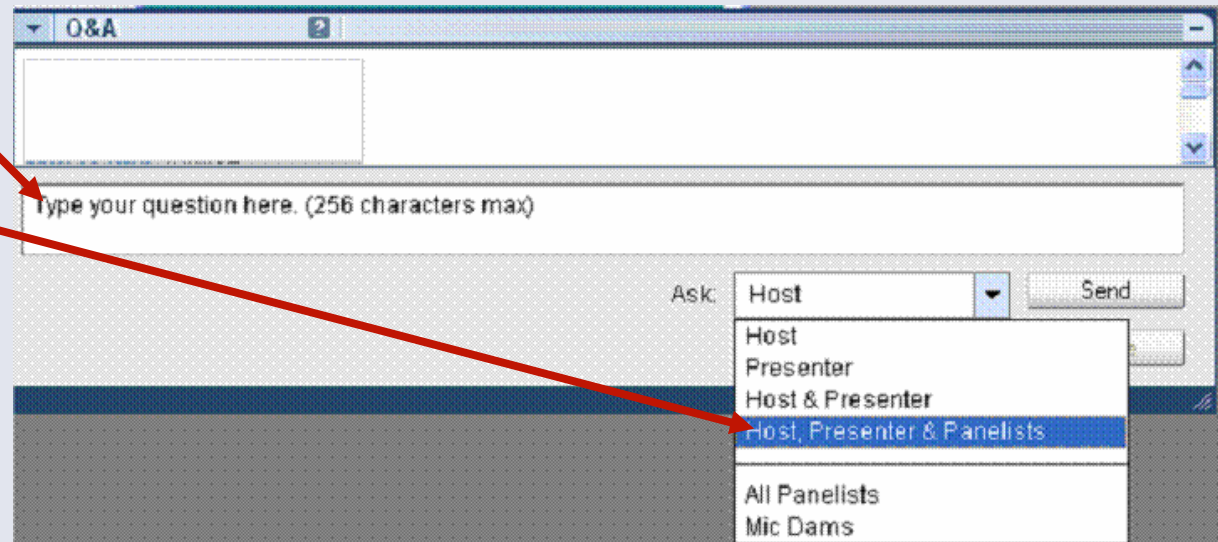 Q&A ?
Type your question here. (256 characters max)
Ask: Host Send
Host
Presenter
Host & Presenter
Host, Presenter & Panelists
All Panelists
Mic Dams